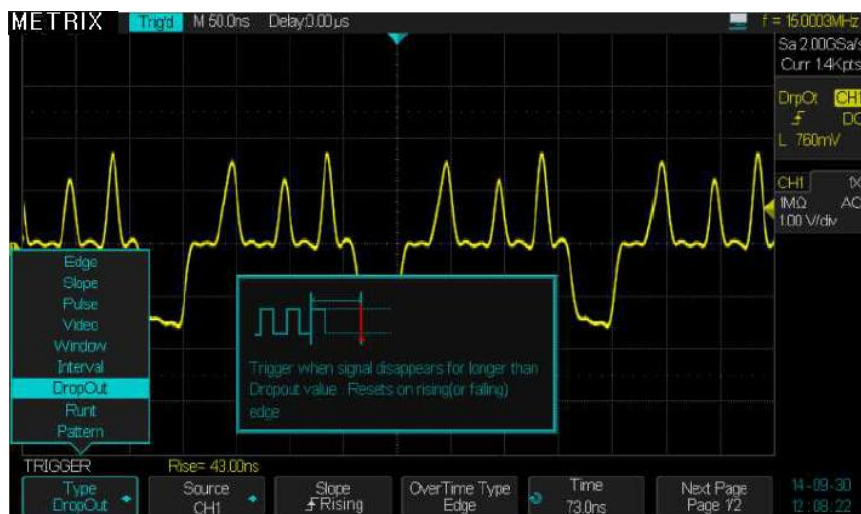 METRIX Trig'd M 50.0ns Delay:0.00µs f = 15.0003MHz
Sa 2.00GSa/s
Curr 1.4Kpts
DrpOt CH1
DC
L 760mV
CH1 1X
1MΩ AC
1.00 V/div
Edge
Slope
Pulse
Video
Window
Interval
DropOut
Runt
Pattern
Trigger when signal disappears for longer than
Dropout value . Resets on rising(or falling)
edge
TRIGGER Rise= 43.00ns
Type Source Slope OverTime Type Time Next Page 14-09-30
DropOut CH1 Rising Edge 73.0ns Page 1/2 12:08:22